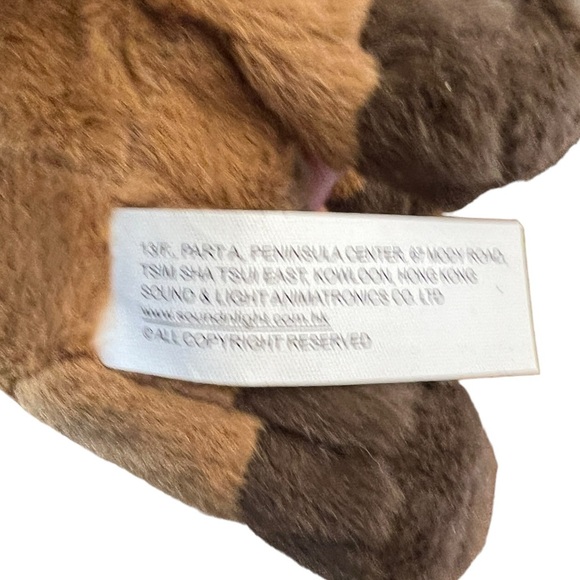 13/F., PART A, PENINSULA CENTER, 67 MODY ROAD,
TSIM SHA TSUI EAST, KOWLOON, HONG KONG
SOUND & LIGHT ANIMATRONICS CO. LTD
www.soundnlight.com.hk
©ALL COPYRIGHT RESERVED